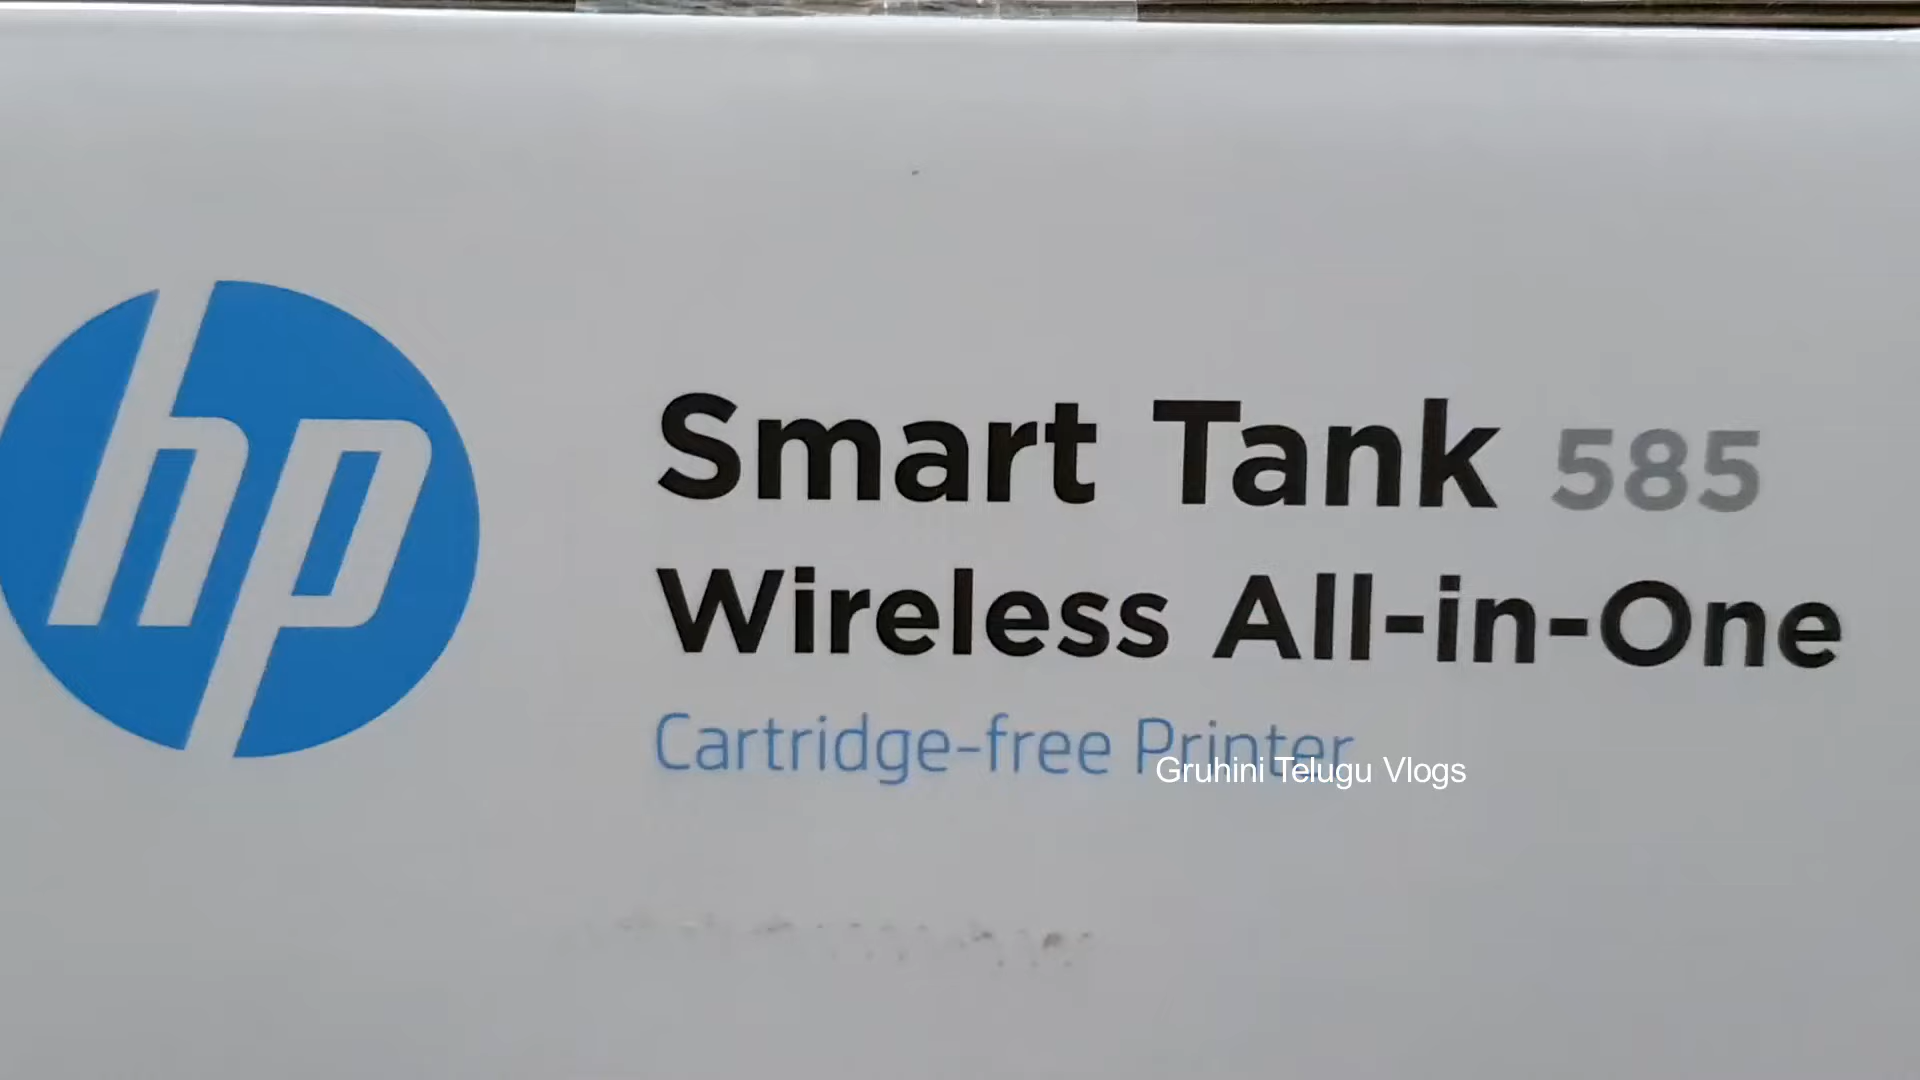 hp
Smart Tank 585
Wireless All-in-One
Cartridge-free Printer
Gruhini Telugu Vlogs